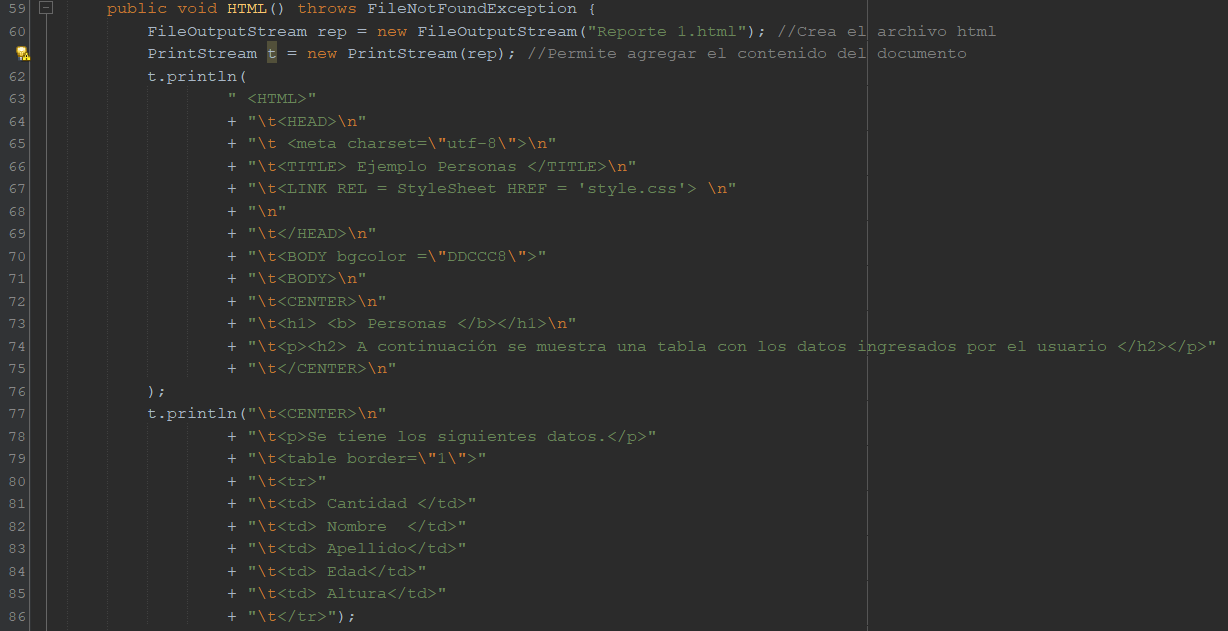 59 public void HTML() throws FileNotFoundException {
60 FileOutputStream rep = new FileOutputStream("Reporte 1.html"); //Crea el archivo html
PrintStream t = new PrintStream(rep); //Permite agregar el contenido del documento
62 t.println(
63 " <HTML>"
64 + "\t<HEAD>\n"
65 + "\t <meta charset=\"utf-8\">\n"
66 + "\t<TITLE> Ejemplo Personas </TITLE>\n"
67 + "\t<LINK REL = StyleSheet HREF = 'style.css'> \n"
68 + "\n"
69 + "\t</HEAD>\n"
70 + "\t<BODY bgcolor =\"DDCCC8\">"
71 + "\t<BODY>\n"
72 + "\t<CENTER>\n"
73 + "\t<h1> <b> Personas </b></h1>\n"
74 + "\t<p><h2> A continuación se muestra una tabla con los datos ingresados por el usuario </h2></p>"
75 + "\t</CENTER>\n"
76 );
77 t.println("\t<CENTER>\n"
78 + "\t<p>Se tiene los siguientes datos.</p>"
79 + "\t<table border=\"1\">"
80 + "\t<tr>"
81 + "\t<td> Cantidad </td>"
82 + "\t<td> Nombre  </td>"
83 + "\t<td> Apellido</td>"
84 + "\t<td> Edad</td>"
85 + "\t<td> Altura</td>"
86 + "\t</tr>");